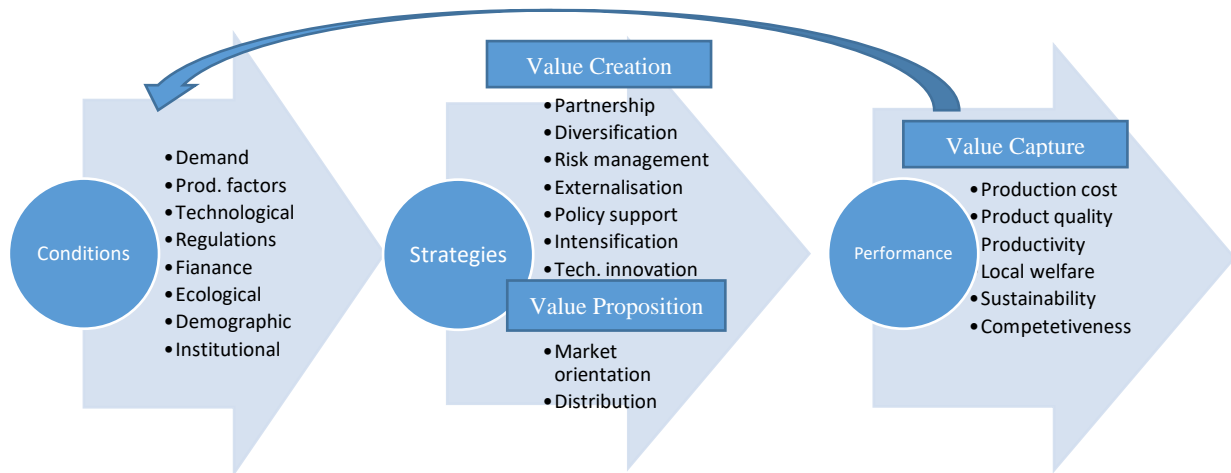 Conditions
•Demand
•Prod. factors
•Technological
•Regulations
•Fianance
•Ecological
•Demographic
•Institutional
Strategies
Value Creation
•Partnership
•Diversification
•Risk management
•Externalisation
•Policy support
•Intensification
•Tech. innovation
Value Proposition
•Market
orientation
•Distribution
Performance
Value Capture
•Production cost
•Product quality
Productivity
Local welfare
•Sustainability
•Competetiveness